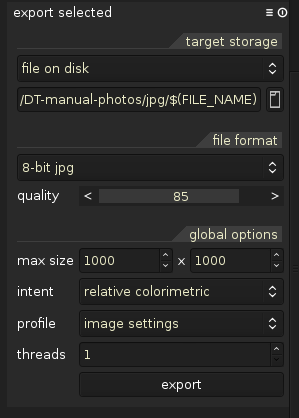 export selected
target storage
file on disk
/DT-manual-photos/jpg/$(FILE_NAME)
file format
8-bit jpg
quality < 85 >
global options
max size 1000 x 1000
intent relative colorimetric
profile image settings
threads 1
export